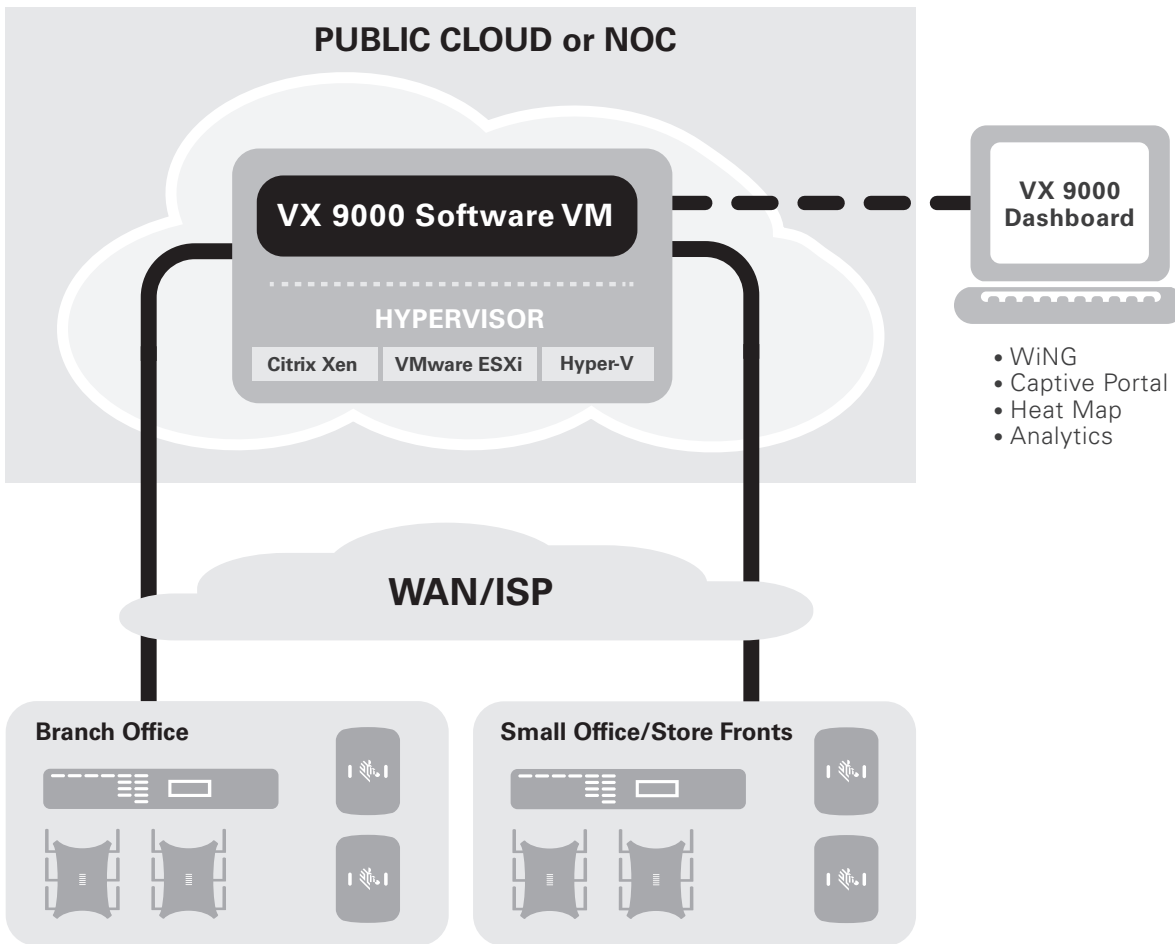 PUBLIC CLOUD or NOC
VX 9000 Software VM
HYPERVISOR
Citrix Xen
VMware ESXi
Hyper-V
VX 9000
Dashboard
• WiNG
• Captive Portal
• Heat Map
• Analytics
WAN/ISP
Branch Office
Small Office/Store Fronts